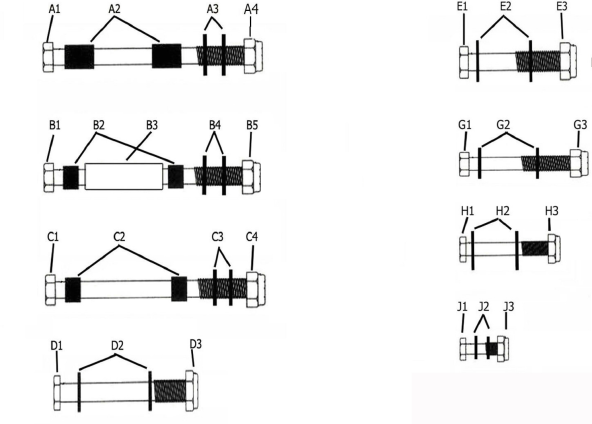 A1 A2 A3 A4
B1 B2 B3 B4 B5
C1 C2 C3 C4
D1 D2 D3
E1 E2 E3
G1 G2 G3
H1 H2 H3
J1 J2 J3